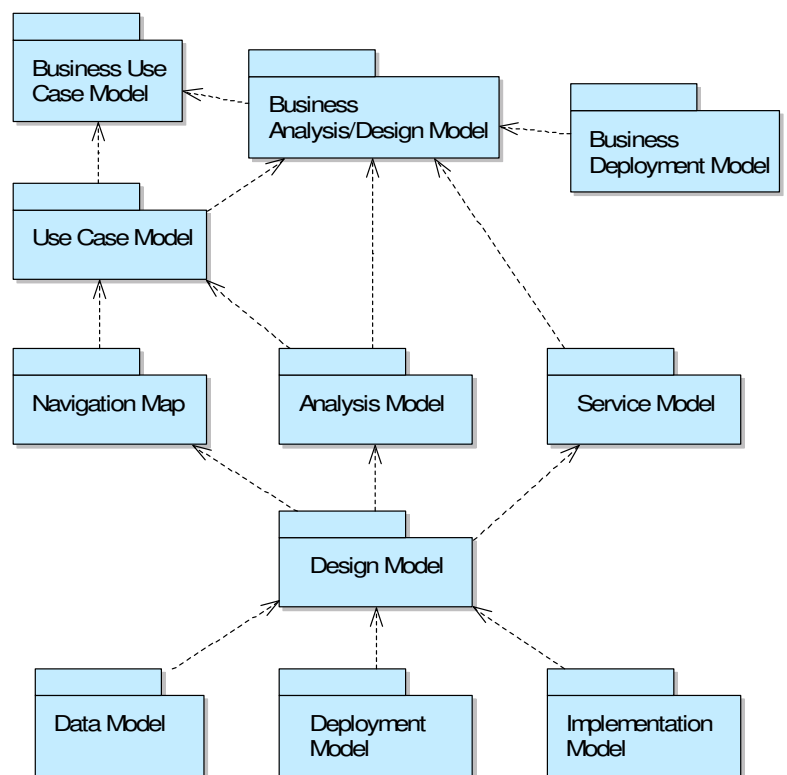 Business Use
Case Model
Business
Analysis/Design Model
Business
Deployment Model
Use Case Model
Navigation Map
Analysis Model
Service Model
Design Model
Data Model
Deployment
Model
Implementation
Model